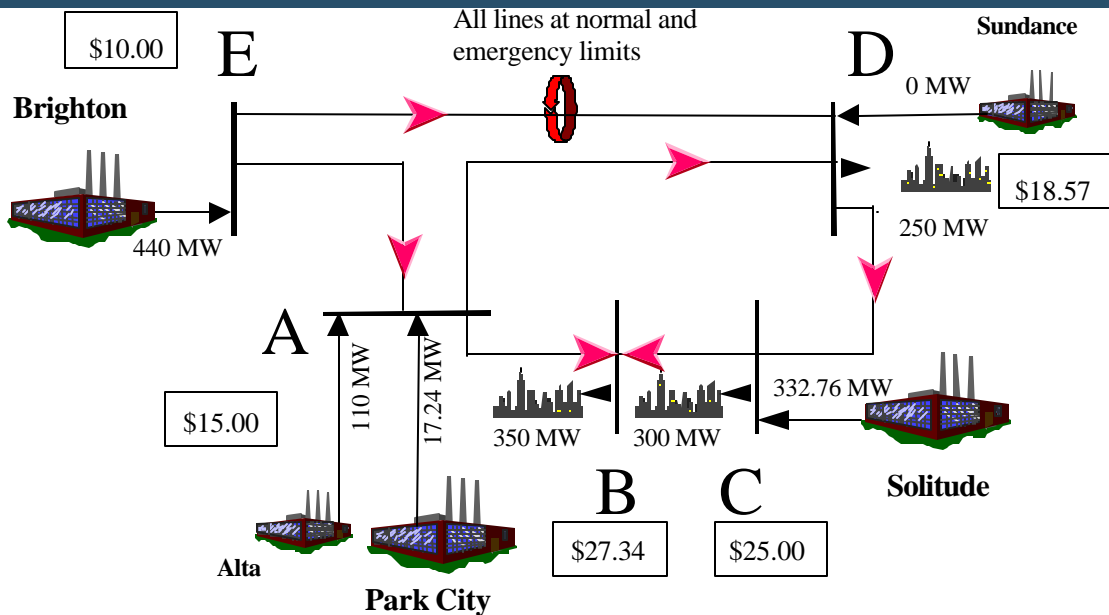 All lines at normal and
emergency limits
Sundance
$10.00
E
D
0 MW
Brighton
$18.57
250 MW
440 MW
A
110 MW
17.24 MW
332.76 MW
$15.00
350 MW
300 MW
Solitude
B
C
$27.34
$25.00
Alta
Park City